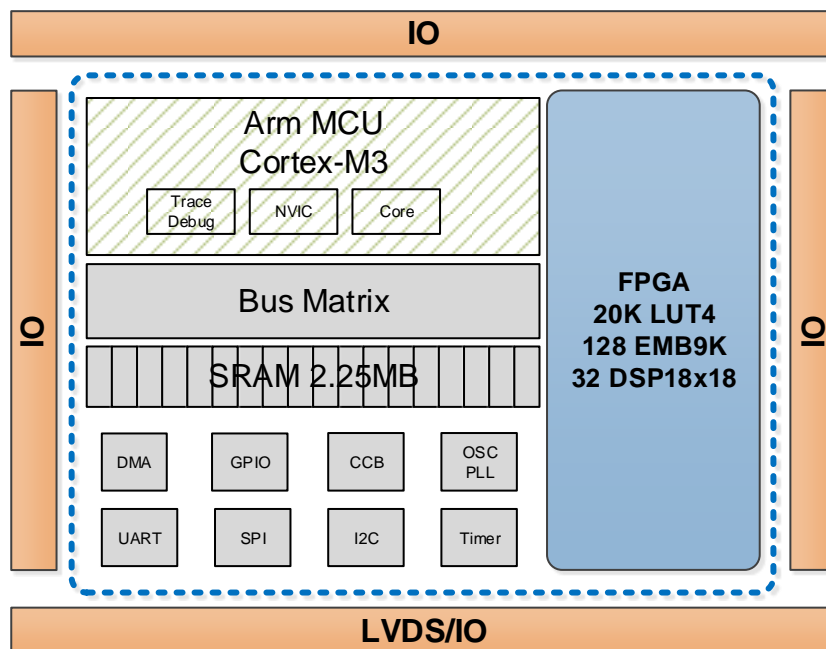 IO
IO
Arm MCU
Cortex-M3
Trace
Debug
NVIC
Core
Bus Matrix
SRAM 2.25MB
DMA
GPIO
CCB
OSC
PLL
UART
SPI
I2C
Timer
FPGA
20K LUT4
128 EMB9K
32 DSP18x18
IO
LVDS/IO